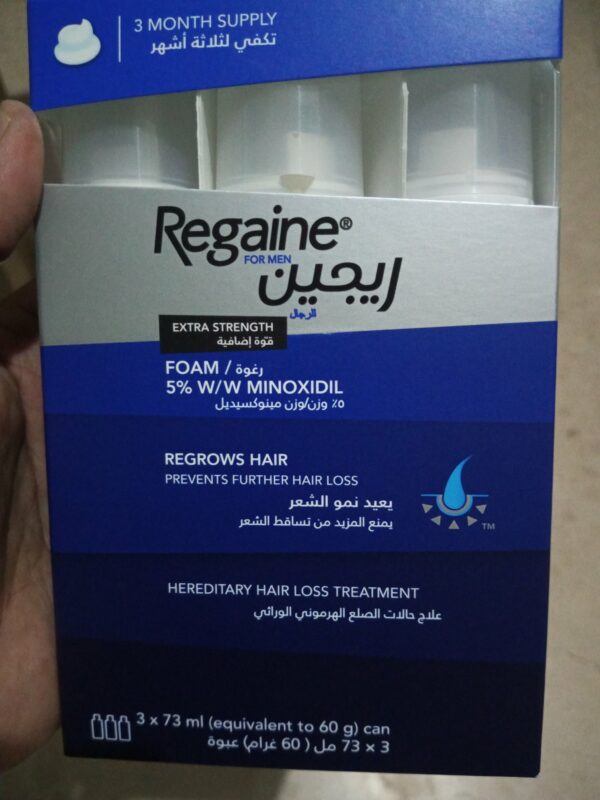 3 MONTH SUPPLY
تكفي لثلاثة أشهر
Regaine®
FOR MEN
ريجين
للرجال
EXTRA STRENGTH
قوّة إضافية
FOAM / رغوة
5% W/W MINOXIDIL
٥٪ وزن/وزن مينوكسيديل
REGROWS HAIR
PREVENTS FURTHER HAIR LOSS
يعيد نمو الشعر
يمنع المزيد من تساقط الشعر
TM
HEREDITARY HAIR LOSS TREATMENT
علاج حالات الصلع الهرموني الوراثي
3 x 73 ml (equivalent to 60 g) can
3 × 73 مل ( 60 غرام) عبوة